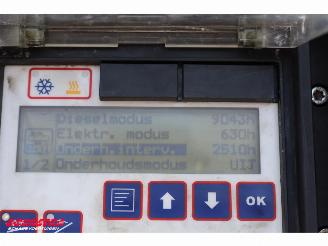 Dieselmodus 9043h
Elektr. modus 630h
Onderh.interv. 2510h
1/2 Onderhoudsmodus UIT
OK